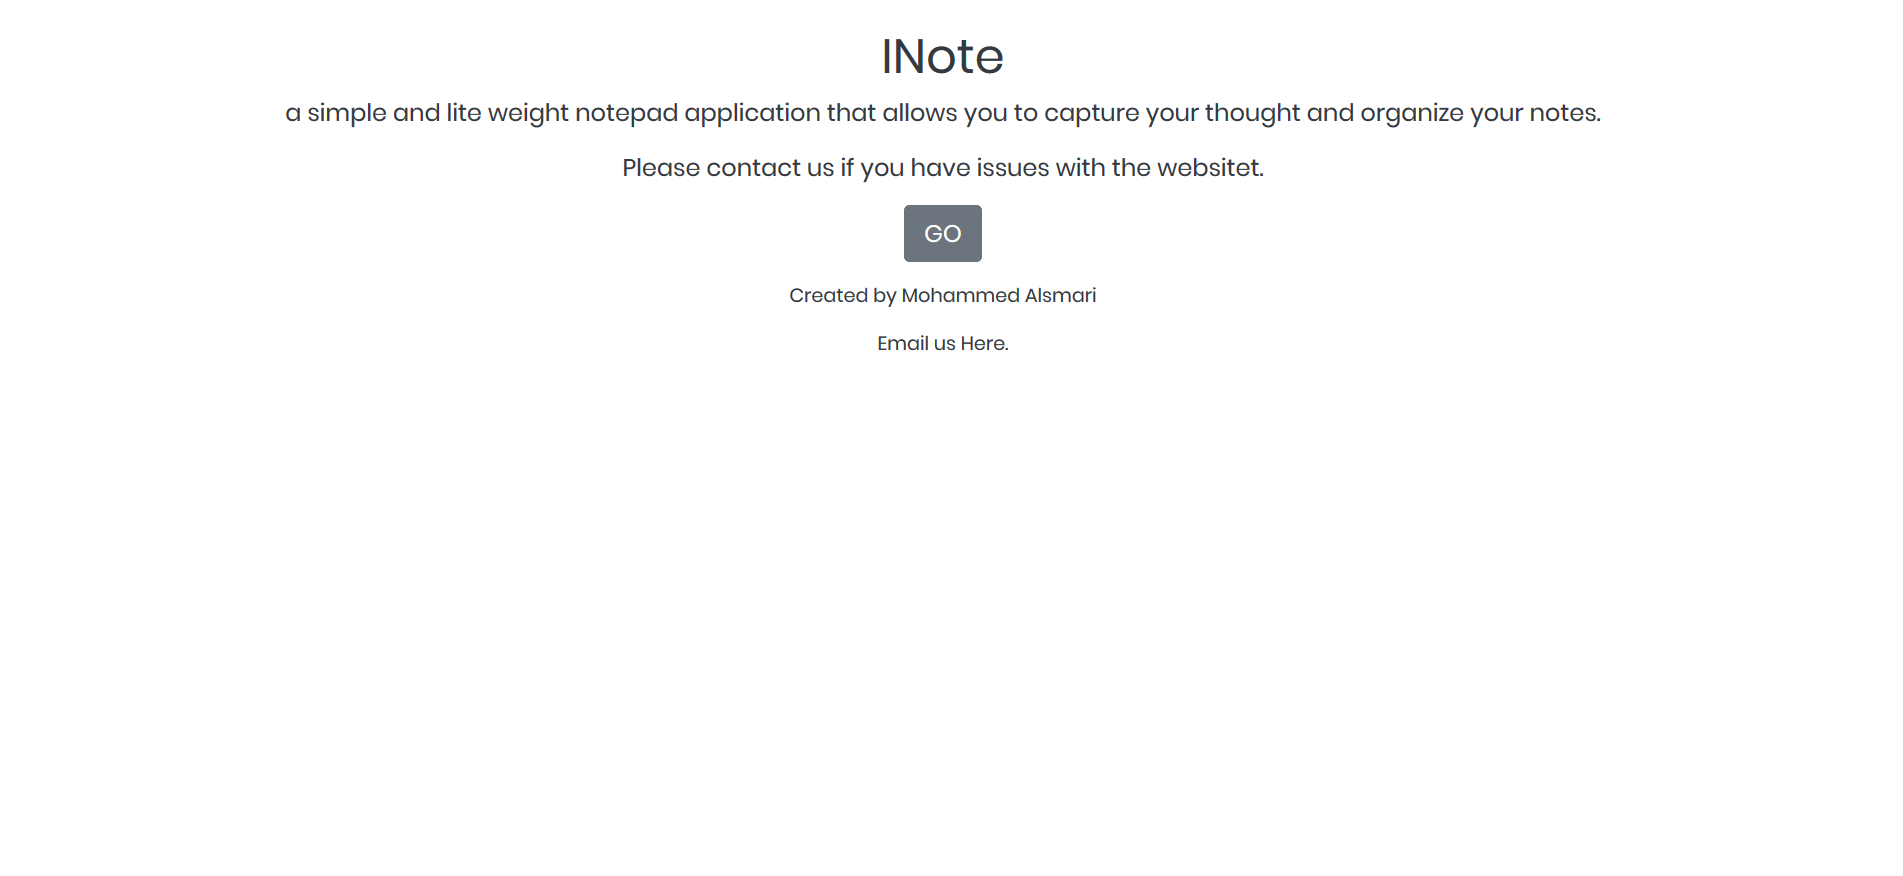 INote
a simple and lite weight notepad application that allows you to capture your thought and organize your notes.
Please contact us if you have issues with the websitet.
GO
Created by Mohammed Alsmari
Email us Here.